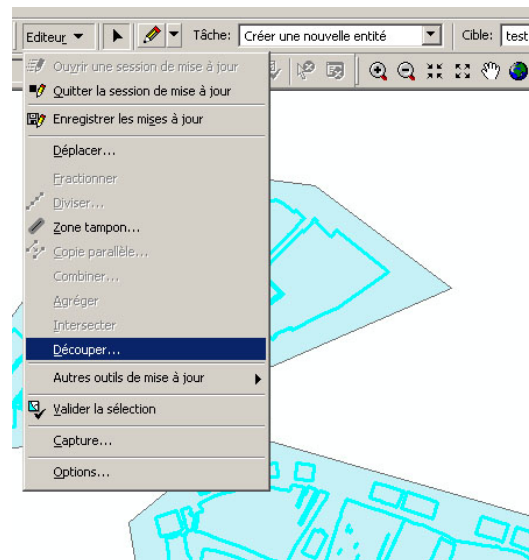 Editeur Tâche: Créer une nouvelle entité Cible: test
Ouvrir une session de mise à jour
Quitter la session de mise à jour
Enregistrer les mises à jour
Déplacer...
Fractionner
Diviser...
Zone tampon...
Copie parallèle...
Combiner...
Agréger
Intersecter
Découper...
Autres outils de mise à jour
Valider la sélection
Capture...
Options...